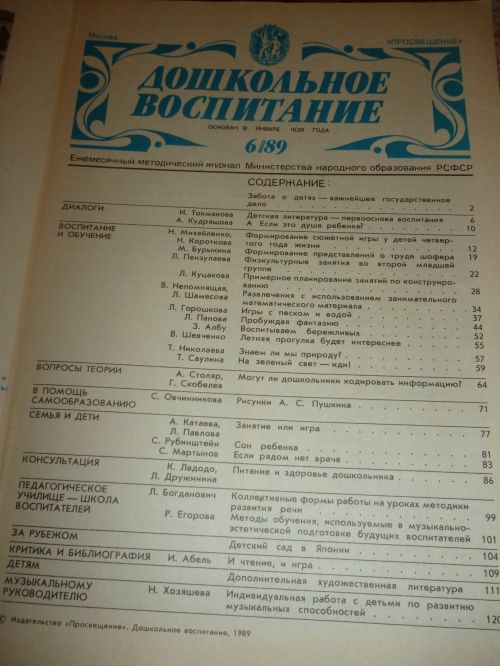 Москва
«ПРОСВЕЩЕНИЕ»
ДОШКОЛЬНОЕ
ВОСПИТАНИЕ
ОСНОВАН В ЯНВАРЕ 1928 ГОДА
6/89
Ежемесячный методический журнал Министерства народного образования РСФСР
СОДЕРЖАНИЕ:
Забота о детях — важнейшее государственное
дело 2
ДИАЛОГИ И. Токмакова Детская литература — первооснова воспитания 6
А. Кудряшова А Если это душа ребенка? 10
ВОСПИТАНИЕ И ОБУЧЕНИЕ Н. Михайленко, Н. Короткова Формирование сюжетной игры у детей четвертого года жизни 12
М. Бурыкина Формирование представлений о труде шофера 19
Л. Пензулаева Физкультурные занятия во второй младшей группе 22
Л. Куцакова Примерное планирование занятий по конструированию 28
В. Непомнящая, Л. Шамесова Развлечения с использованием занимательного математического материала 34
Л. Горошкова Игры с песком и водой 37
Л. Панова Пробуждая фантазию 44
З. Албу Воспитываем бережливых 52
В. Шевченко Летняя прогулка будет интереснее 55
Т. Николаева Знаем ли мы природу? 57
Т. Саулина На зеленый свет — иди! 59
ВОПРОСЫ ТЕОРИИ А. Столяр, Г. Скобелев Могут ли дошкольники кодировать информацию? 64
В ПОМОЩЬ САМООБРАЗОВАНИЮ С. Овчинникова Рисунки А. С. Пушкина 71
СЕМЬЯ И ДЕТИ А. Катаева, Л. Павлова Занятие или игра 77
С. Рубинштейн Сон ребенка 81
С. Мартынов Если рядом нет врача 83
КОНСУЛЬТАЦИЯ К. Ладодо, Л. Дружинина Питание и здоровье дошкольника 86
ПЕДАГОГИЧЕСКОЕ УЧИЛИЩЕ — ШКОЛА ВОСПИТАТЕЛЕЙ Л. Богданович Коллективные формы работы на уроках методики развития речи 99
Р. Егорова Методы обучения, используемые в музыкально-эстетической подготовке будущих воспитателей 101
ЗА РУБЕЖОМ Детский сад в Японии 104
КРИТИКА И БИБЛИОГРАФИЯ И. Абель И чтение, и игра 109
ДЕТЯМ Дополнительная художественная литература 111
МУЗЫКАЛЬНОМУ РУКОВОДИТЕЛЮ Н. Хозяшева Индивидуальная работа с детьми по развитию музыкальных способностей 120
© Издательство «Просвещение». Дошкольное воспитание, 1989